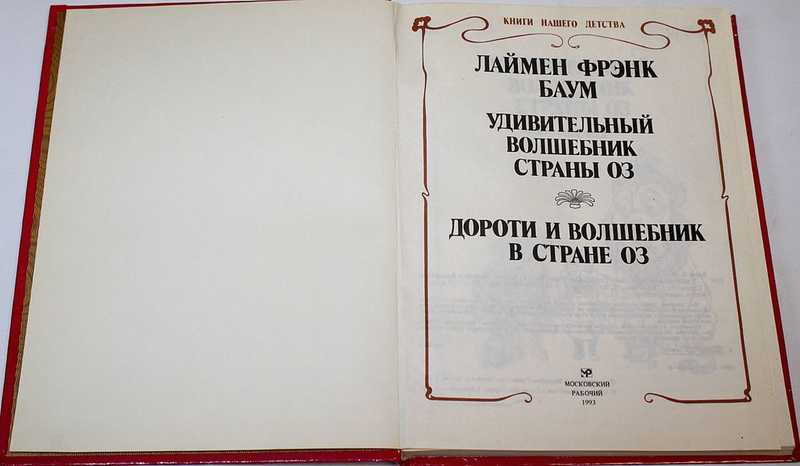 КНИГИ НАШЕГО ДЕТСТВА
ЛАЙМЕН ФРЭНК
БАУМ
УДИВИТЕЛЬНЫЙ
ВОЛШЕБНИК
СТРАНЫ ОЗ
ДОРОТИ И ВОЛШЕБНИК
В СТРАНЕ ОЗ
МОСКОВСКИЙ
РАБОЧИЙ
1993